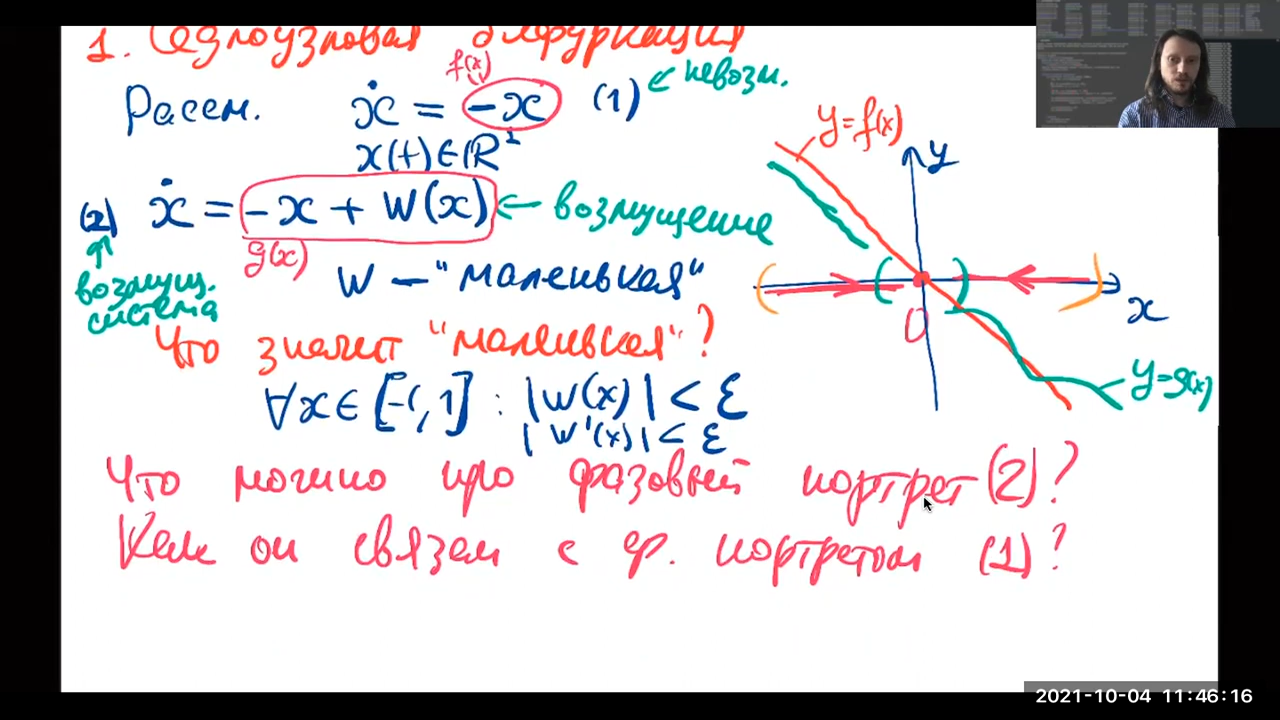 1. Седлоузловая бифуркация
f(x)
Рассм. ẋ = -x (1) ← невозм.
x(t) ∈ ℝ¹
(2) ẋ = -x + W(x) ← возмущение
g(x)
возмущ. система
W — "маленькая"
Что значит "маленькая"?
∀x ∈ [-1, 1] : |W(x)| < ε
|W'(x)| < ε
Что можно про фазовый портрет (2)?
Как он связан с ф. портретом (1)?
y=f(x)
y
x
0
y=g(x)
2021-10-04 11:46:16